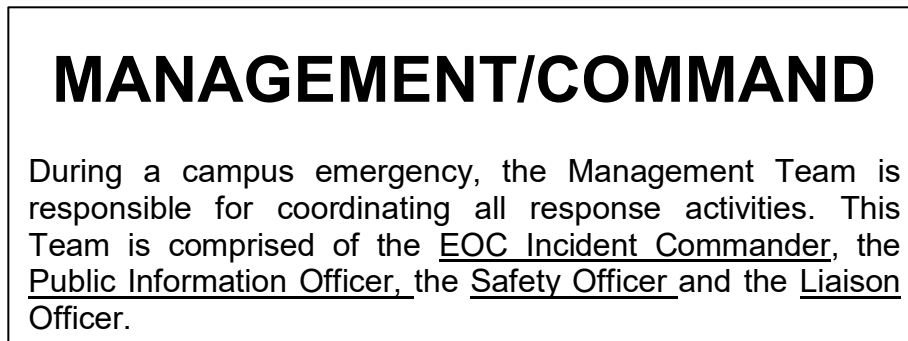 MANAGEMENT/COMMAND
During a campus emergency, the Management Team is
responsible for coordinating all response activities. This
Team is comprised of the EOC Incident Commander, the
Public Information Officer, the Safety Officer and the Liaison
Officer.